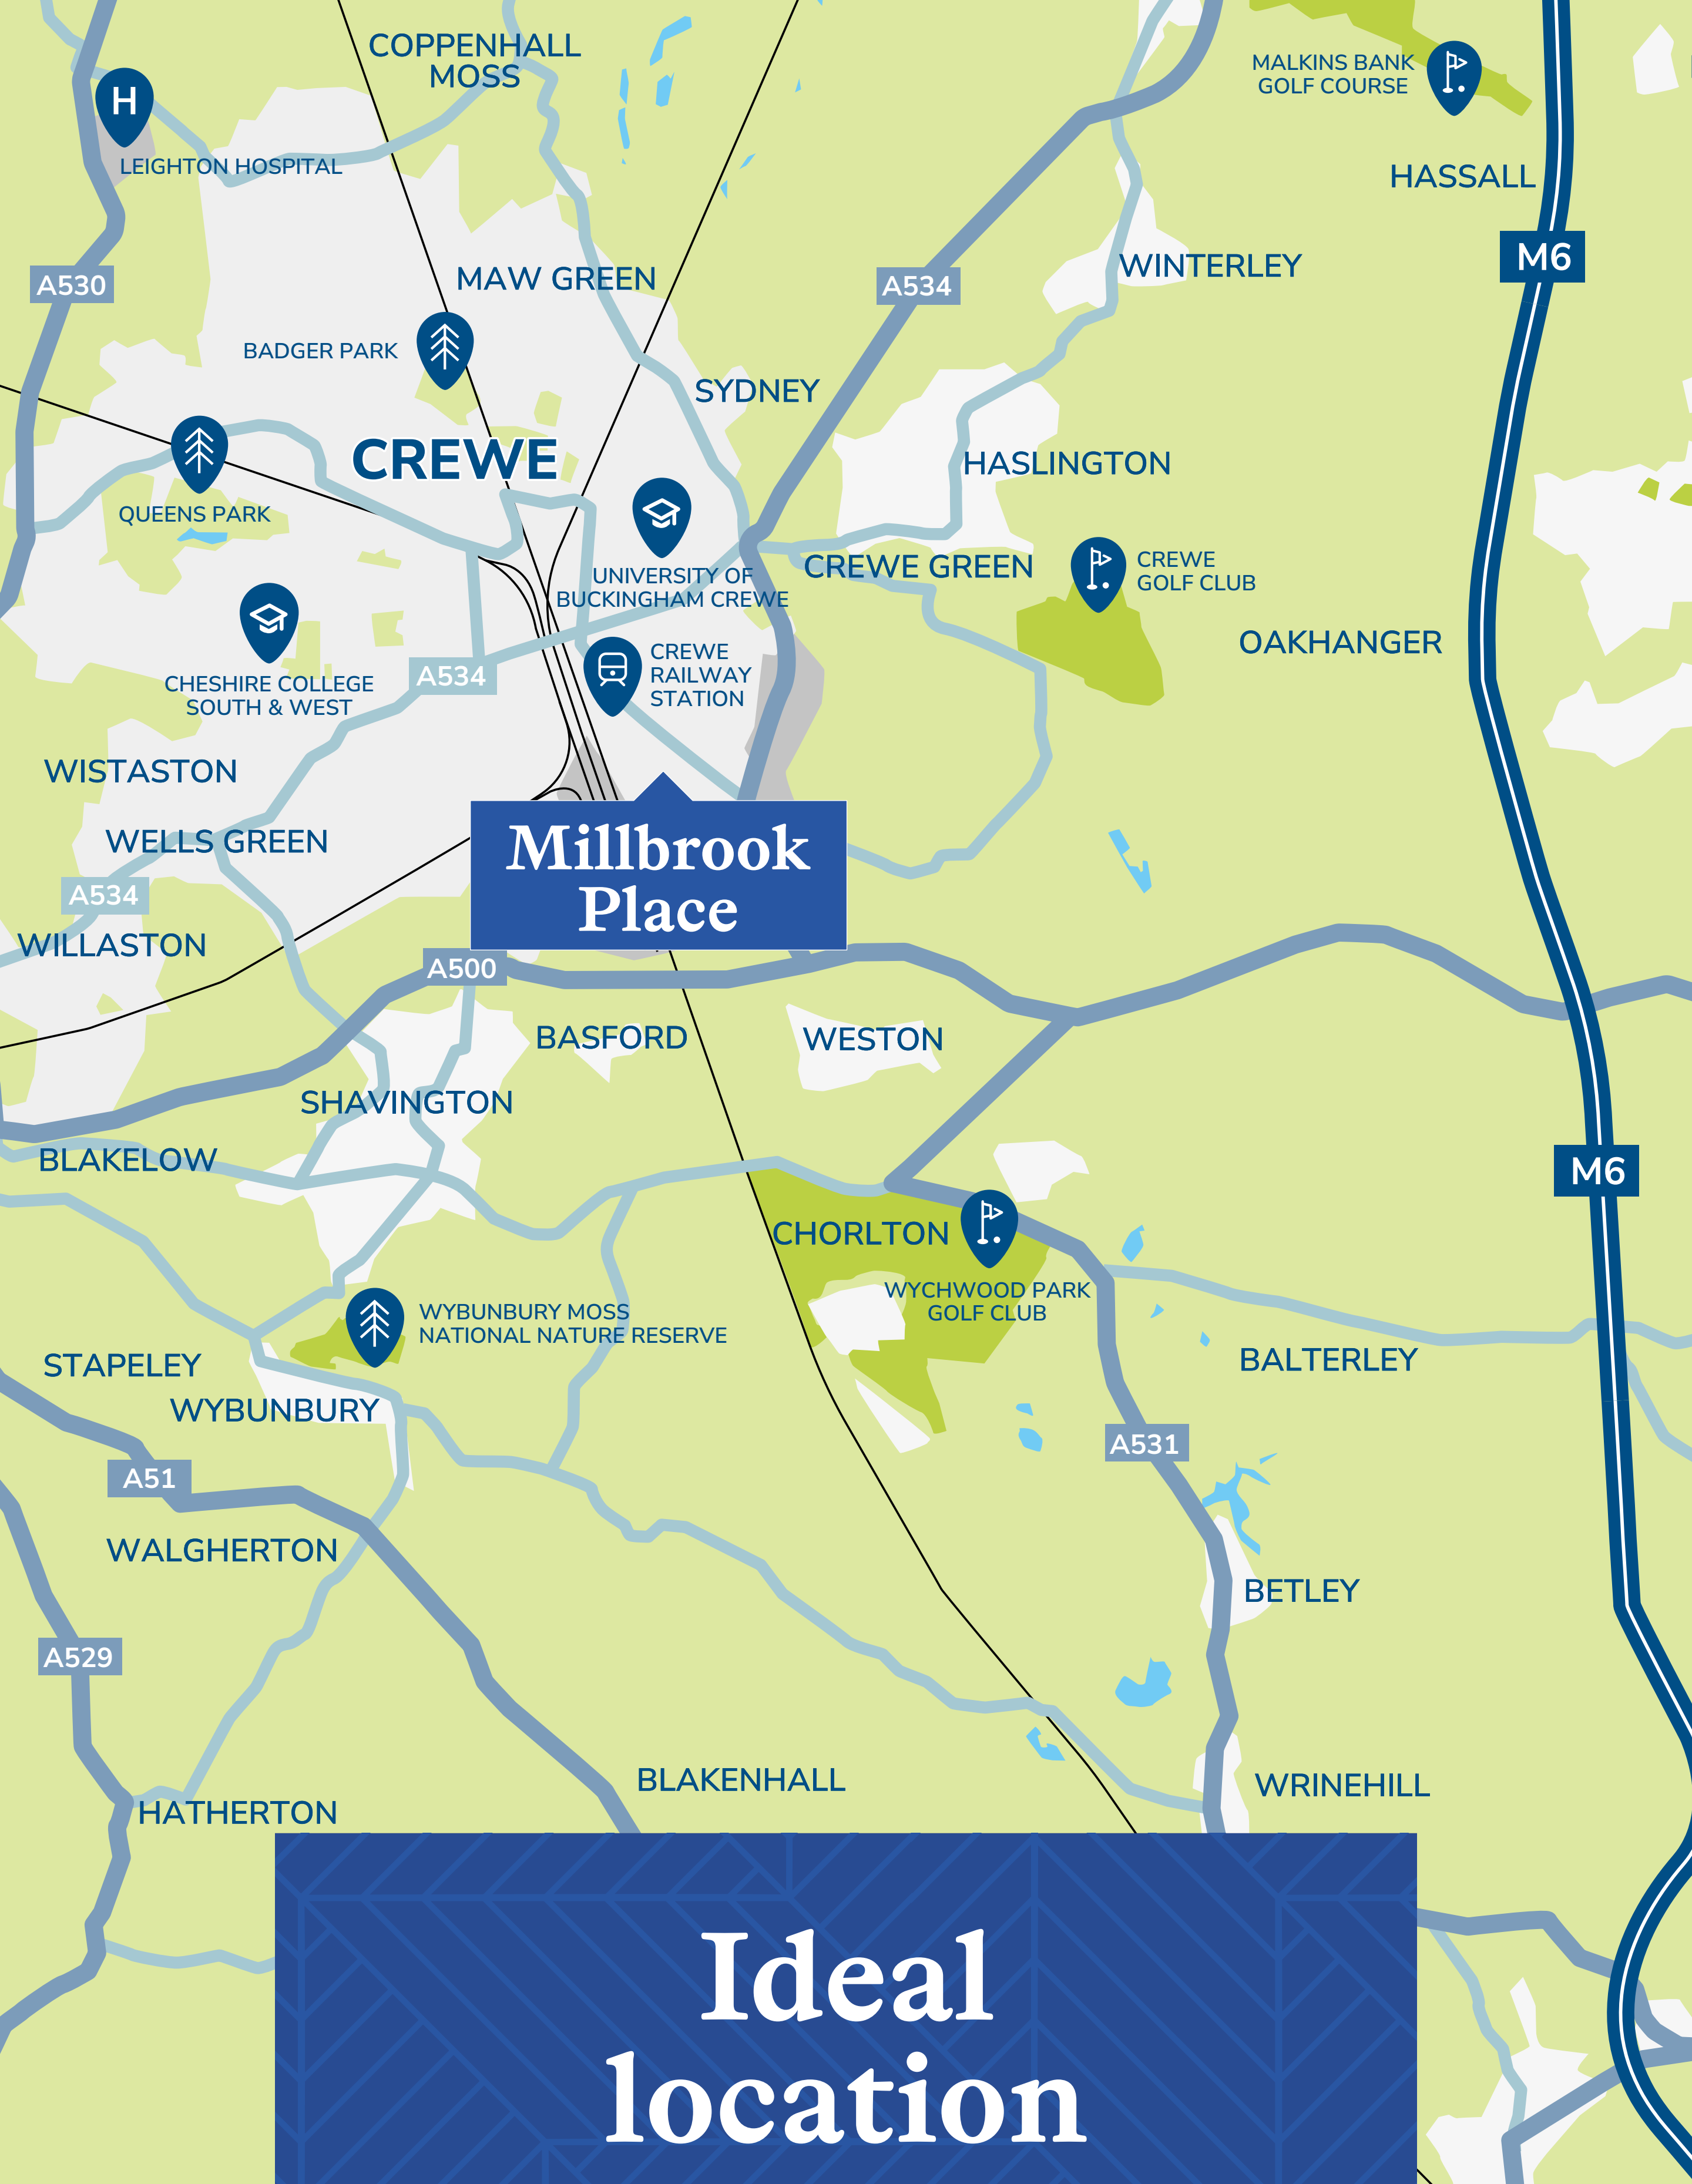 COPPENHALL
MOSS
MALKINS BANK
GOLF COURSE
H
LEIGHTON HOSPITAL
HASSALL
M6
WINTERLEY
MAW GREEN
A530
A534
BADGER PARK
SYDNEY
CREWE
HASLINGTON
QUEENS PARK
CREWE GREEN
CREWE
GOLF CLUB
UNIVERSITY OF
BUCKINGHAM CREWE
OAKHANGER
CREWE
RAILWAY
STATION
A534
CHESHIRE COLLEGE
SOUTH & WEST
WISTASTON
WELLS GREEN
Millbrook
Place
A534
WILLASTON
A500
BASFORD
WESTON
SHAVINGTON
BLAKELOW
M6
CHORLTON
WYCHWOOD PARK
GOLF CLUB
WYBUNBURY MOSS
NATIONAL NATURE RESERVE
STAPELEY
BALTERLEY
WYBUNBURY
A531
A51
WALGHERTON
BETLEY
A529
BLAKENHALL
WRINEHILL
HATHERTON
Ideal
location